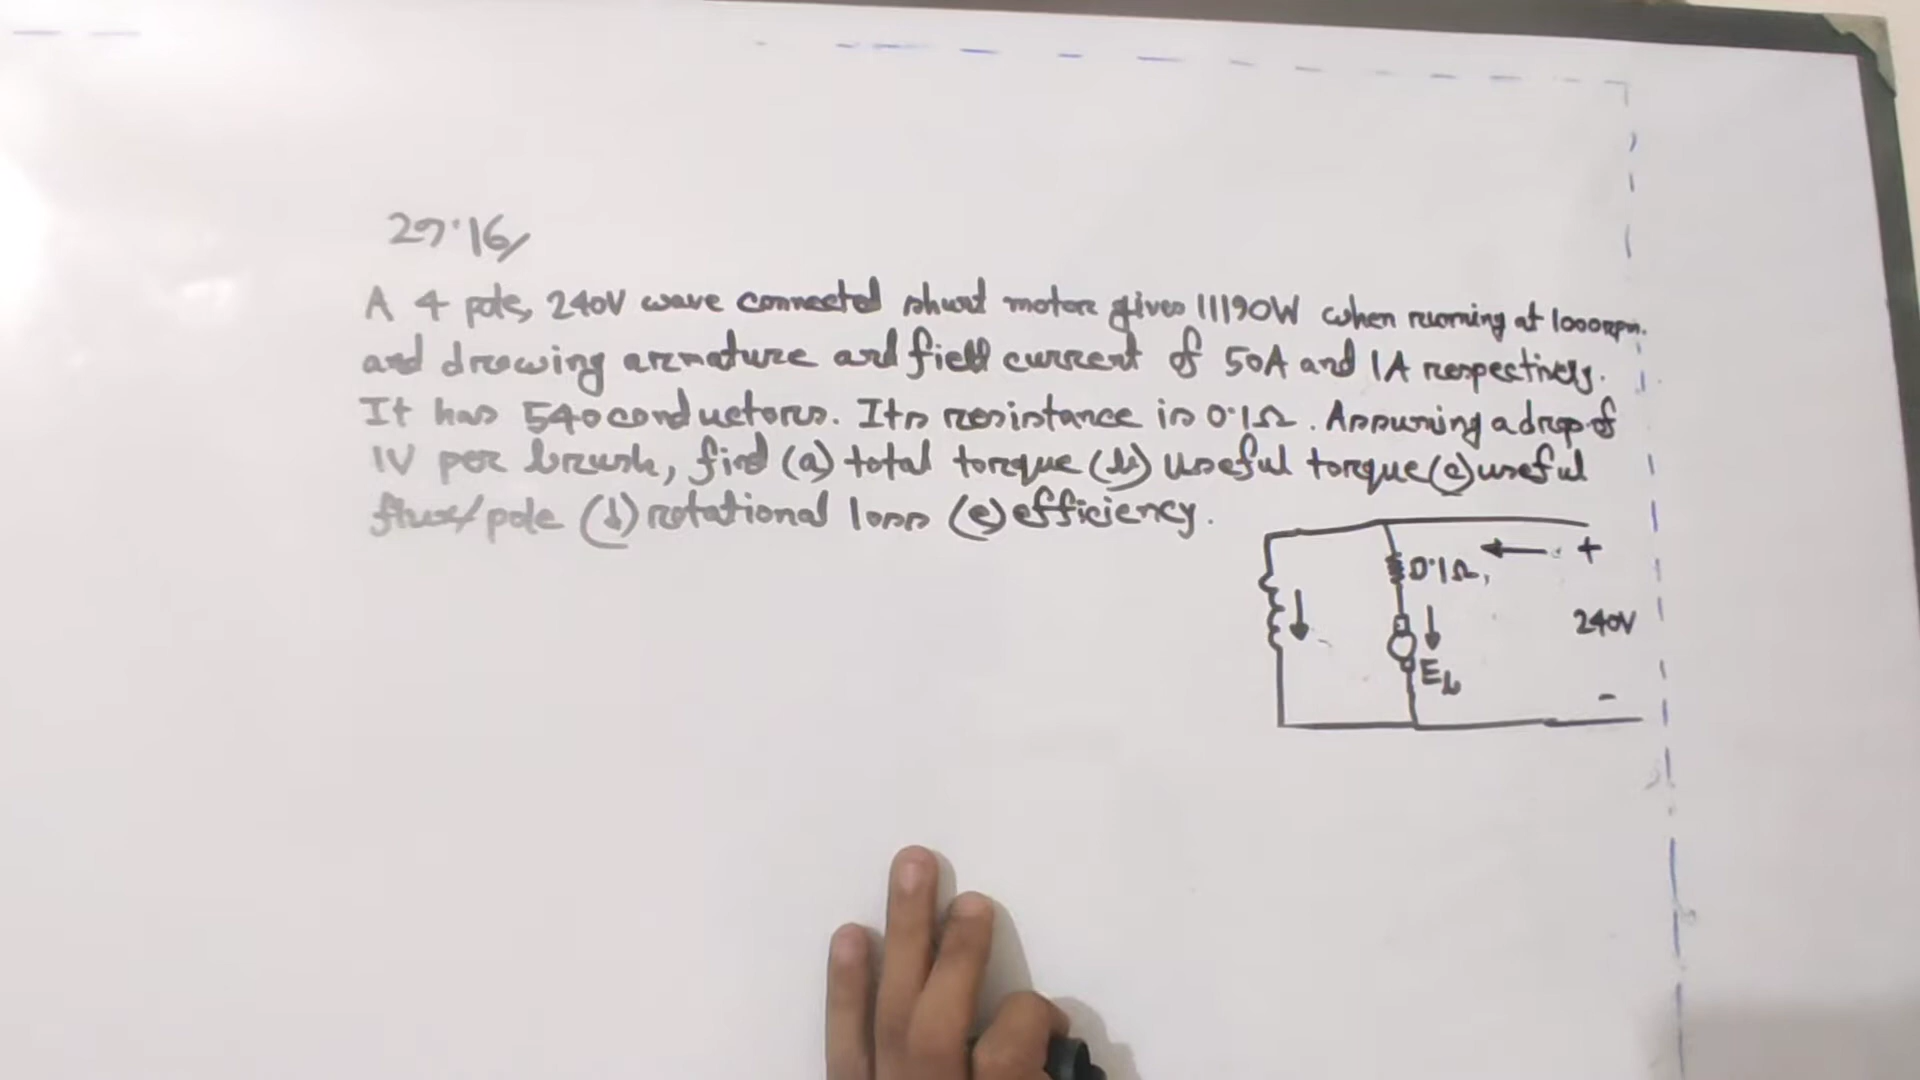 29.16/
A 4 pole, 240V wave connected shunt motor gives 11190W when running at 1000rpm.
and drawing armature and field current of 50A and 1A respectively.
It has 540 conductors. Its resistance is 0.1Ω. Assuming a drop of
1V per brush, find (a) total torque (b) useful torque (c) useful
flux/pole (d) rotational loss (e) efficiency.
0.1Ω,
+
240V
Eb
-